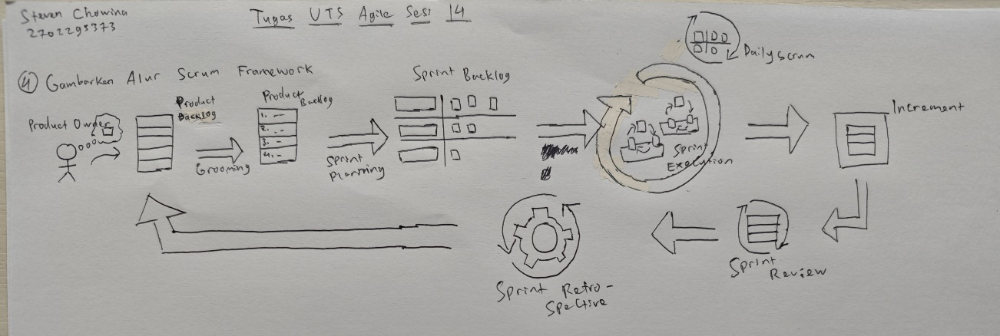 Steven Chowina
2702295373
Tugas UTS Agile Sesi 14
4 Gambarkan Alur Scrum Framework
Product Owner
Product
Backlog
Grooming
Product
Backlog
1. --
2. --
3. --
4. --
Sprint
Planning
Sprint Backlog
Daily Scrum
Sprint
Execution
Increment
Sprint
Review
Sprint Retro-
spective